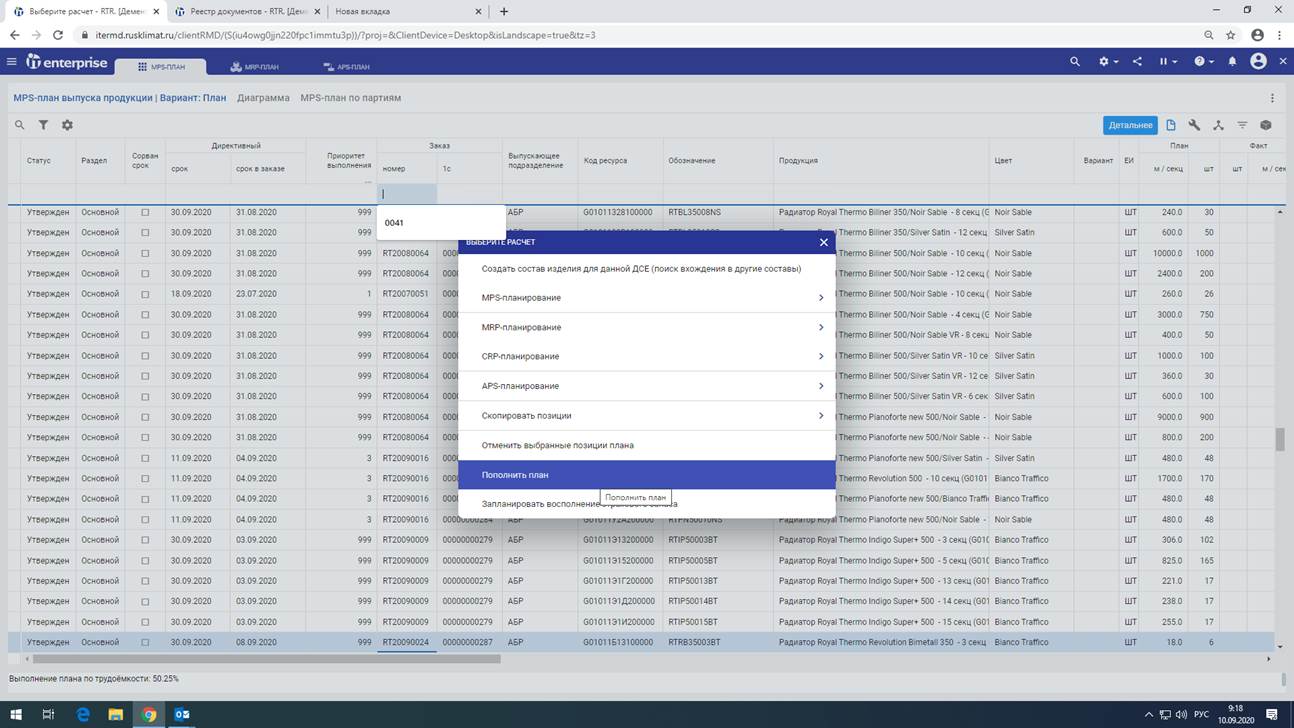 Выберите расчет - RTR. [Демен
Реестр документов - RTR. [Дем
Новая вкладка
itermd.rusklimat.ru/clientRMD/(S(iu4owg0jjn220fpc1immtu3p))/?proj=&ClientDevice=Desktop&isLandscape=true&tz=3
enterprise
MPS-ПЛАН
MRP-ПЛАН
APS-ПЛАН
MPS-план выпуска продукции | Вариант: План Диаграмма MPS-план по партиям
Детальнее
Статус
Раздел
Сорван срок
Директивный
срок
срок в заказе
Приоритет выполнения
Заказ
номер
1с
Выпускающее подразделение
Код ресурса
Обозначение
Продукция
Цвет
Вариант
ЕИ
План
м / секц
шт
Факт
шт
м / сек
0041
Утвержден Основной 30.09.2020 31.08.2020 999 АБР G01011328100000 RTBL35008NS Радиатор Royal Thermo Biliner 350/Noir Sable - 8 секц (G Noir Sable ШТ 240.0 30
Утвержден Основной 30.09.2020 31.08.2020 999 Радиатор Royal Thermo Biliner 350/Silver Satin - 12 секц Silver Satin ШТ 600.0 50
Утвержден Основной 30.09.2020 31.08.2020 999 RT20080064 Thermo Biliner 500/Noir Sable - 10 секц ( Noir Sable ШТ 10000.0 1000
Утвержден Основной 30.09.2020 31.08.2020 999 RT20080064 Thermo Biliner 500/Noir Sable - 12 секц ( Noir Sable ШТ 2400.0 200
Утвержден Основной 18.09.2020 23.07.2020 1 RT20070051 Thermo Biliner 500/Noir Sable - 10 секц ( Noir Sable ШТ 260.0 26
Утвержден Основной 30.09.2020 31.08.2020 999 RT20080064 Thermo Biliner 500/Noir Sable - 4 секц (G Noir Sable ШТ 3000.0 750
Утвержден Основной 30.09.2020 31.08.2020 999 RT20080064 Thermo Biliner 500/Noir Sable VR - 8 секц Noir Sable ШТ 400.0 50
Утвержден Основной 30.09.2020 31.08.2020 999 RT20080064 Thermo Biliner 500/Silver Satin VR - 10 се Silver Satin ШТ 1000.0 100
Утвержден Основной 30.09.2020 31.08.2020 999 RT20080064 Thermo Biliner 500/Silver Satin VR - 12 се Silver Satin ШТ 360.0 30
Утвержден Основной 30.09.2020 31.08.2020 999 RT20080064 Thermo Biliner 500/Silver Satin VR - 6 сек Silver Satin ШТ 600.0 100
Утвержден Основной 30.09.2020 31.08.2020 999 RT20080064 Thermo Pianoforte new 500/Noir Sable - Noir Sable ШТ 9000.0 900
Утвержден Основной 30.09.2020 31.08.2020 999 RT20080064 Thermo Pianoforte new 500/Noir Sable - Noir Sable ШТ 800.0 200
Утвержден Основной 11.09.2020 04.09.2020 3 RT20090016 Thermo Pianoforte new 500/Silver Satin - Silver Satin ШТ 480.0 48
Утвержден Основной 11.09.2020 04.09.2020 3 RT20090016 Thermo Revolution 500 - 10 секц (G0101 Bianco Traffico ШТ 1700.0 170
Утвержден Основной 11.09.2020 04.09.2020 3 RT20090016 Thermo Pianoforte new 500/Bianco Traffi Bianco Traffico ШТ 480.0 48
Утвержден Основной 11.09.2020 04.09.2020 3 RT20090016 00000000284 АБР Радиатор Royal Thermo Pianoforte new 500/Noir Sable - Noir Sable ШТ 480.0 48
Утвержден Основной 30.09.2020 03.09.2020 999 RT20090009 00000000279 АБР G01011Э13200000 RTIP50003BT Радиатор Royal Thermo Indigo Super+ 500 - 3 секц (G010 Bianco Traffico ШТ 306.0 102
Утвержден Основной 30.09.2020 03.09.2020 999 RT20090009 00000000279 АБР G01011Э15200000 RTIP50005BT Радиатор Royal Thermo Indigo Super+ 500 - 5 секц (G010 Bianco Traffico ШТ 825.0 165
Утвержден Основной 30.09.2020 03.09.2020 999 RT20090009 00000000279 АБР G01011Э1Г200000 RTIP50013BT Радиатор Royal Thermo Indigo Super+ 500 - 13 секц (G01 Bianco Traffico ШТ 221.0 17
Утвержден Основной 30.09.2020 03.09.2020 999 RT20090009 00000000279 АБР G01011Э1Д200000 RTIP50014BT Радиатор Royal Thermo Indigo Super+ 500 - 14 секц (G01 Bianco Traffico ШТ 238.0 17
Утвержден Основной 30.09.2020 03.09.2020 999 RT20090009 00000000279 АБР G01011Э1И200000 RTIP50015BT Радиатор Royal Thermo Indigo Super+ 500 - 15 секц (G01 Bianco Traffico ШТ 255.0 17
Утвержден Основной 30.09.2020 08.09.2020 999 RT20090024 00000000287 АБР G01011Б13100000 RTRB35003BT Радиатор Royal Thermo Revolution Bimetall 350 - 3 секц Bianco Traffico ШТ 18.0 6
ВЫБЕРИТЕ РАСЧЕТ
Создать состав изделия для данной ДСЕ (поиск вхождения в другие составы)
MPS-планирование
MRP-планирование
CRP-планирование
APS-планирование
Скопировать позиции
Отменить выбранные позиции плана
Пополнить план
Пополнить план
Запланировать восполнение страхового запаса
Выполнение плана по трудоёмкости: 50.25%
РУС
9:18
10.09.2020